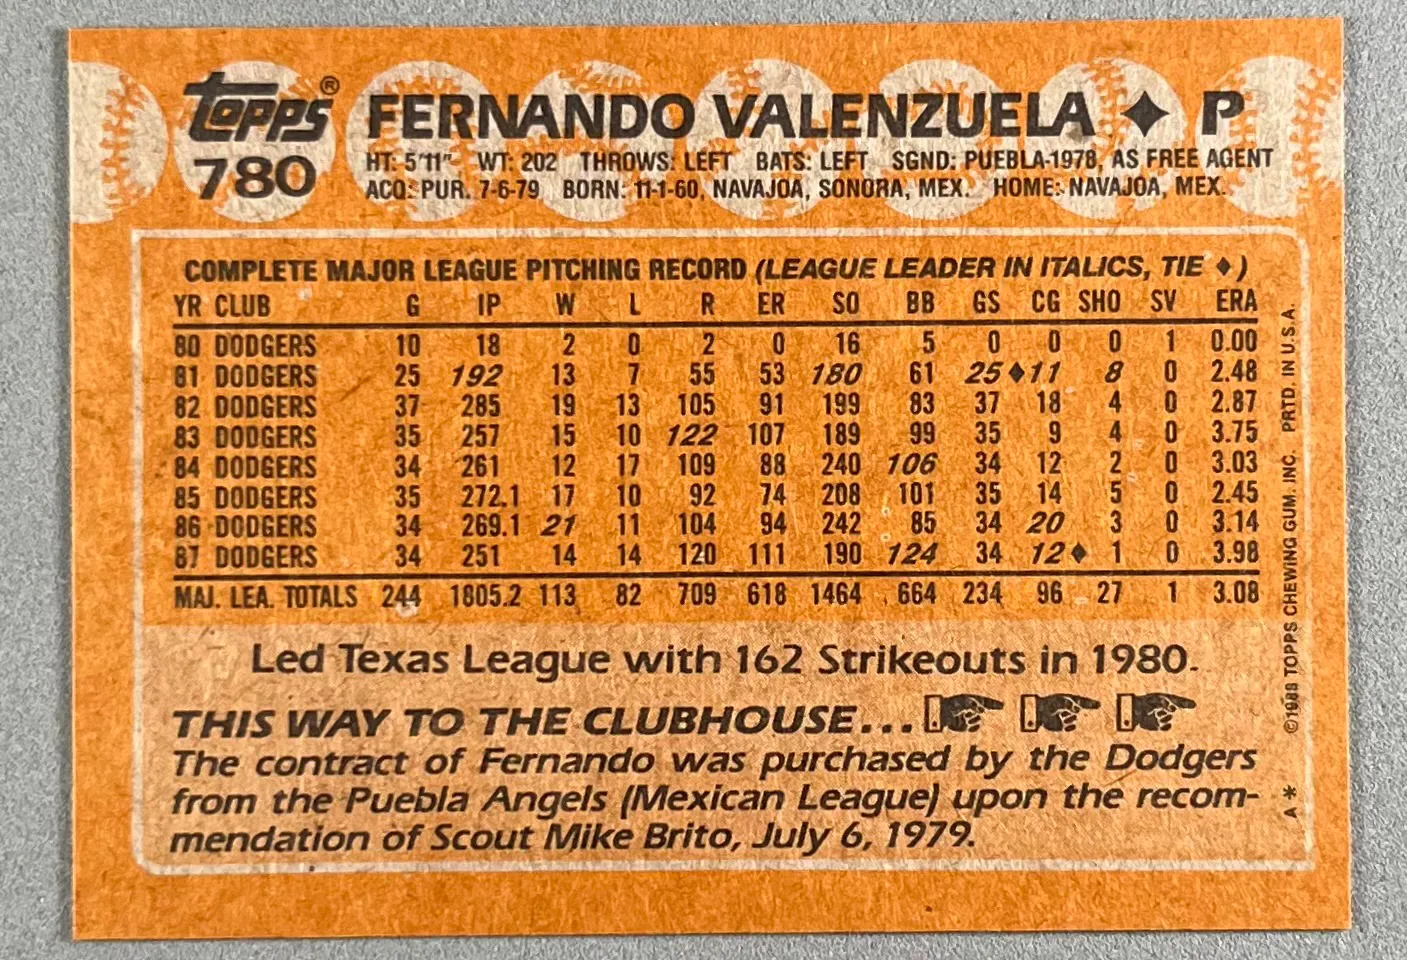 topps®
780
FERNANDO VALENZUELA ♦ P
HT: 5'11" WT: 202 THROWS: LEFT BATS: LEFT SGND: PUEBLA-1978, AS FREE AGENT
ACQ: PUR. 7-6-79 BORN: 11-1-60, NAVAJOA, SONORA, MEX. HOME: NAVAJOA, MEX.
COMPLETE MAJOR LEAGUE PITCHING RECORD (LEAGUE LEADER IN ITALICS, TIE ♦)
YR CLUB G IP W L R ER SO BB GS CG SHO SV ERA
80 DODGERS 10 18 2 0 2 0 16 5 0 0 0 1 0.00
81 DODGERS 25 192 13 7 55 53 180 61 25 ♦11 8 0 2.48
82 DODGERS 37 285 19 13 105 91 199 83 37 18 4 0 2.87
83 DODGERS 35 257 15 10 122 107 189 99 35 9 4 0 3.75
84 DODGERS 34 261 12 17 109 88 240 106 34 12 2 0 3.03
85 DODGERS 35 272.1 17 10 92 74 208 101 35 14 5 0 2.45
86 DODGERS 34 269.1 21 11 104 94 242 85 34 20 3 0 3.14
87 DODGERS 34 251 14 14 120 111 190 124 34 12♦ 1 0 3.98
MAJ. LEA. TOTALS 244 1805.2 113 82 709 618 1464 664 234 96 27 1 3.08
Led Texas League with 162 Strikeouts in 1980.
THIS WAY TO THE CLUBHOUSE...
The contract of Fernando was purchased by the Dodgers
from the Puebla Angels (Mexican League) upon the recom-
mendation of Scout Mike Brito, July 6, 1979.
A* ©1988 TOPPS CHEWING GUM, INC. PRTD. IN U.S.A.